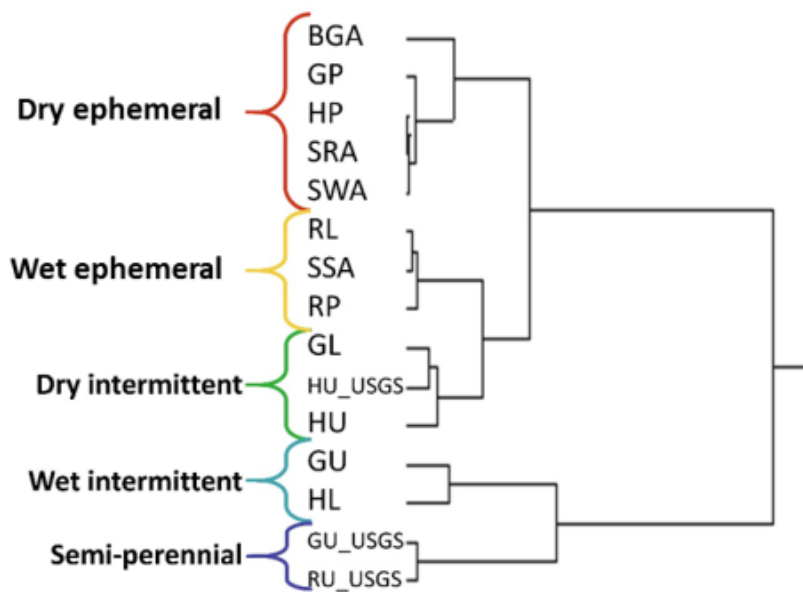 Dry ephemeral
BGA
GP
HP
SRA
SWA
Wet ephemeral
RL
SSA
RP
Dry intermittent
GL
HU_USGS
HU
Wet intermittent
GU
HL
Semi-perennial
GU_USGS
RU_USGS